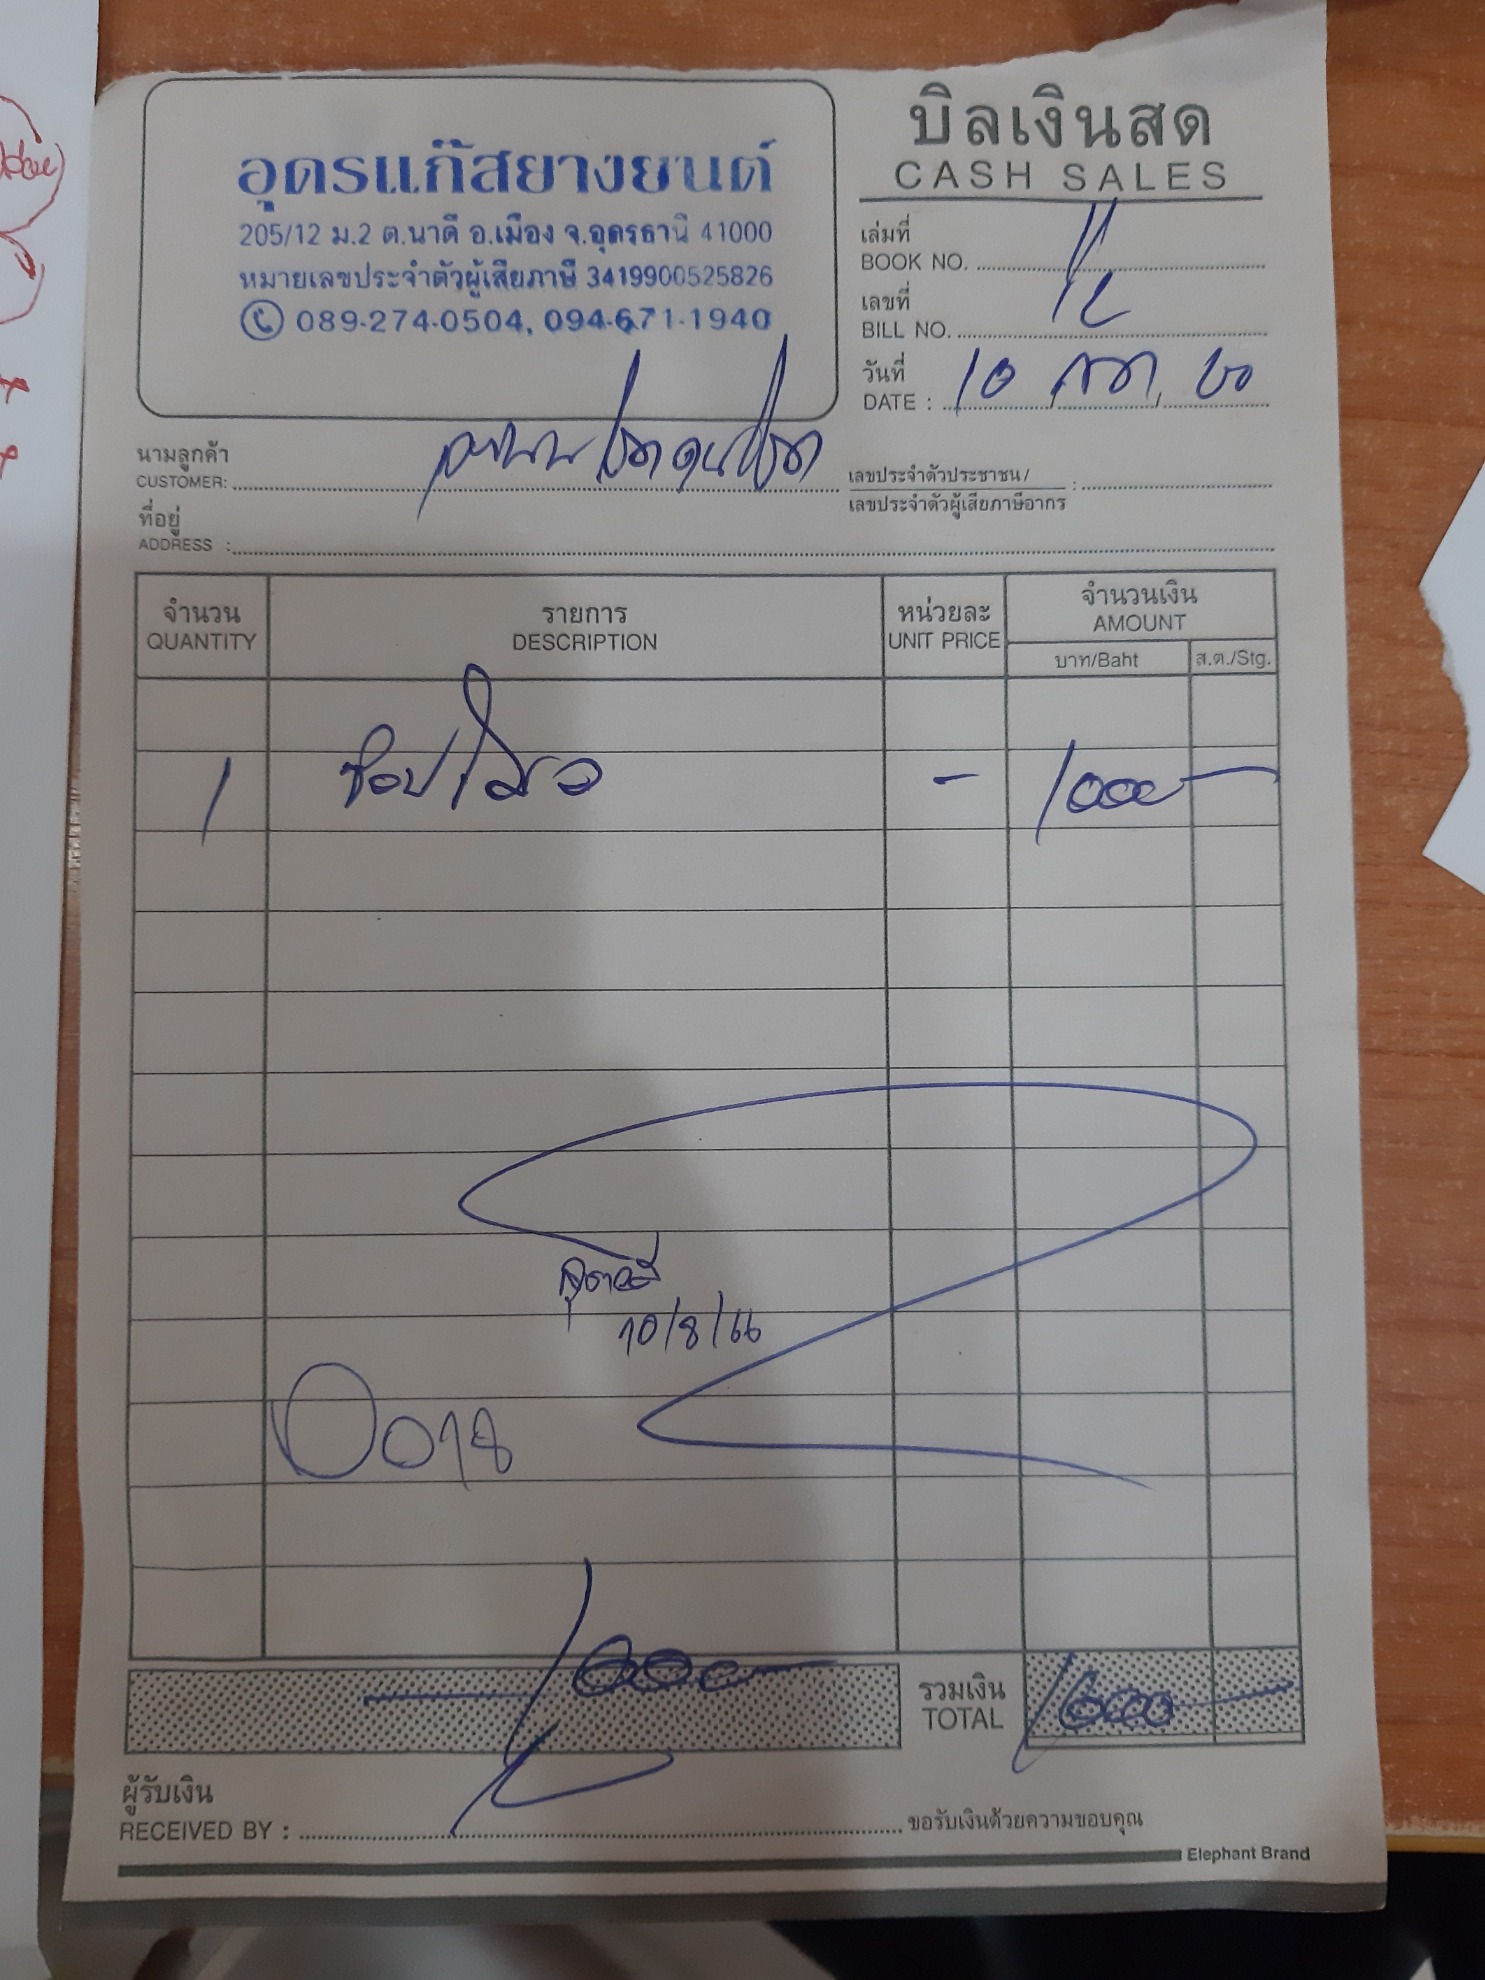 บิลเงินสด
CASH SALES
อุดรแก๊สยางยนต์
205/12 ม.2 ต.นาดี อ.เมือง จ.อุดรธานี 41000
หมายเลขประจำตัวผู้เสียภาษี 3419900525826
089-274-0504, 094-671-1940
เล่มที่
BOOK NO.
เลขที่
BILL NO.
วันที่
DATE : 10
นามลูกค้า
CUSTOMER:
เลขประจำตัวประชาชน/
เลขประจำตัวผู้เสียภาษีอากร :
ที่อยู่
ADDRESS :
จำนวน รายการ หน่วยละ จำนวนเงิน
QUANTITY DESCRIPTION UNIT PRICE AMOUNT
บาท/Baht ส.ต./Stg.
1 - 1000 -
10/8/66
0018
1000 -
รวมเงิน
TOTAL 1000 -
ผู้รับเงิน
RECEIVED BY : ขอรับเงินด้วยความขอบคุณ
Elephant Brand